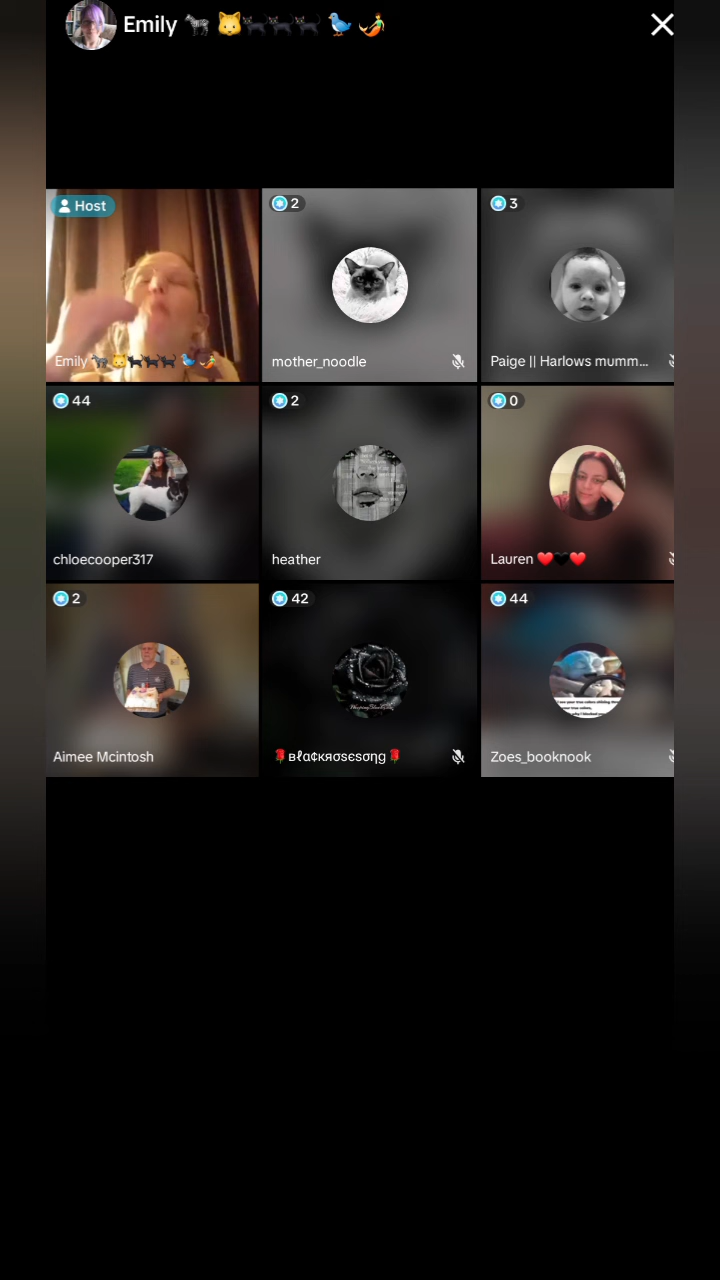 Emily 🦓 🐱🐈‍⬛🐈‍⬛🐈‍⬛ 🐦 🧜
Host
Emily 🦓🐱🐈‍⬛🐈‍⬛🐈‍⬛ 🐦🧜
2
mother_noodle
3
Paige || Harlows mumm...
44
chloecooper317
2
heather
0
Lauren ❤️🖤❤️
2
Aimee Mcintosh
42
🌹вℓα¢кяσѕєѕσηg🌹
44
Zoes_booknook